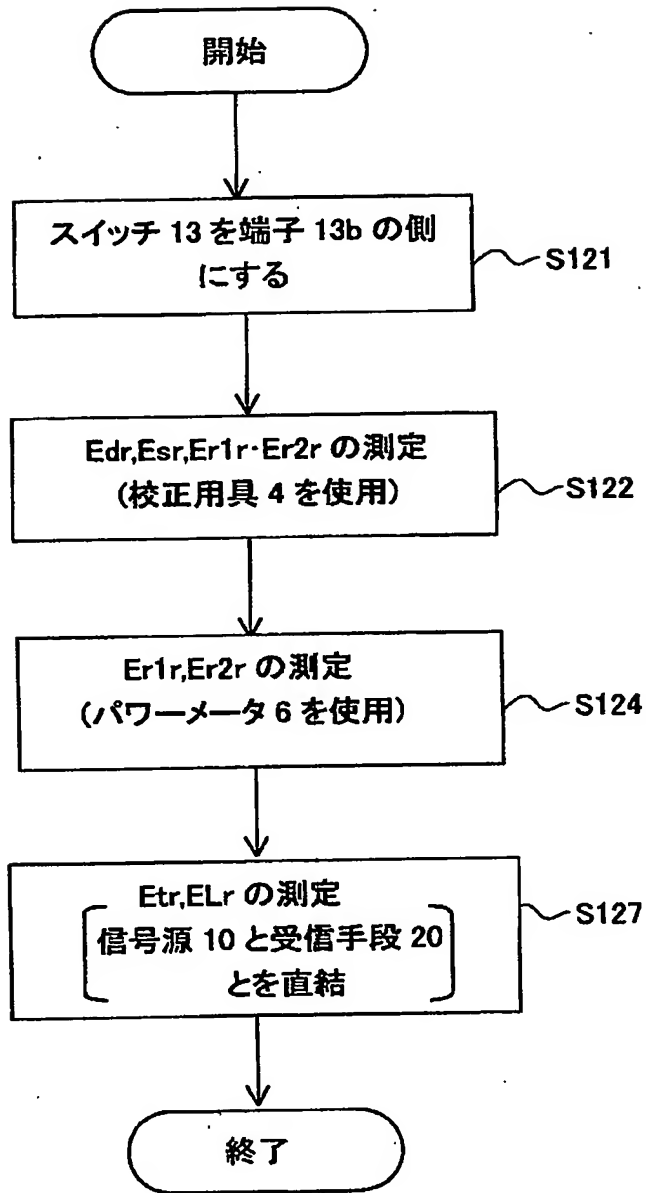 開始
スイッチ 13 を端子 13b の側
にする
S121
Edr,Esr,Er1r・Er2r の測定
(校正用具 4 を使用)
S122
Er1r,Er2r の測定
(パワーメータ 6 を使用)
S124
Etr,ELr の測定
信号源 10 と受信手段 20
とを直結
S127
終了